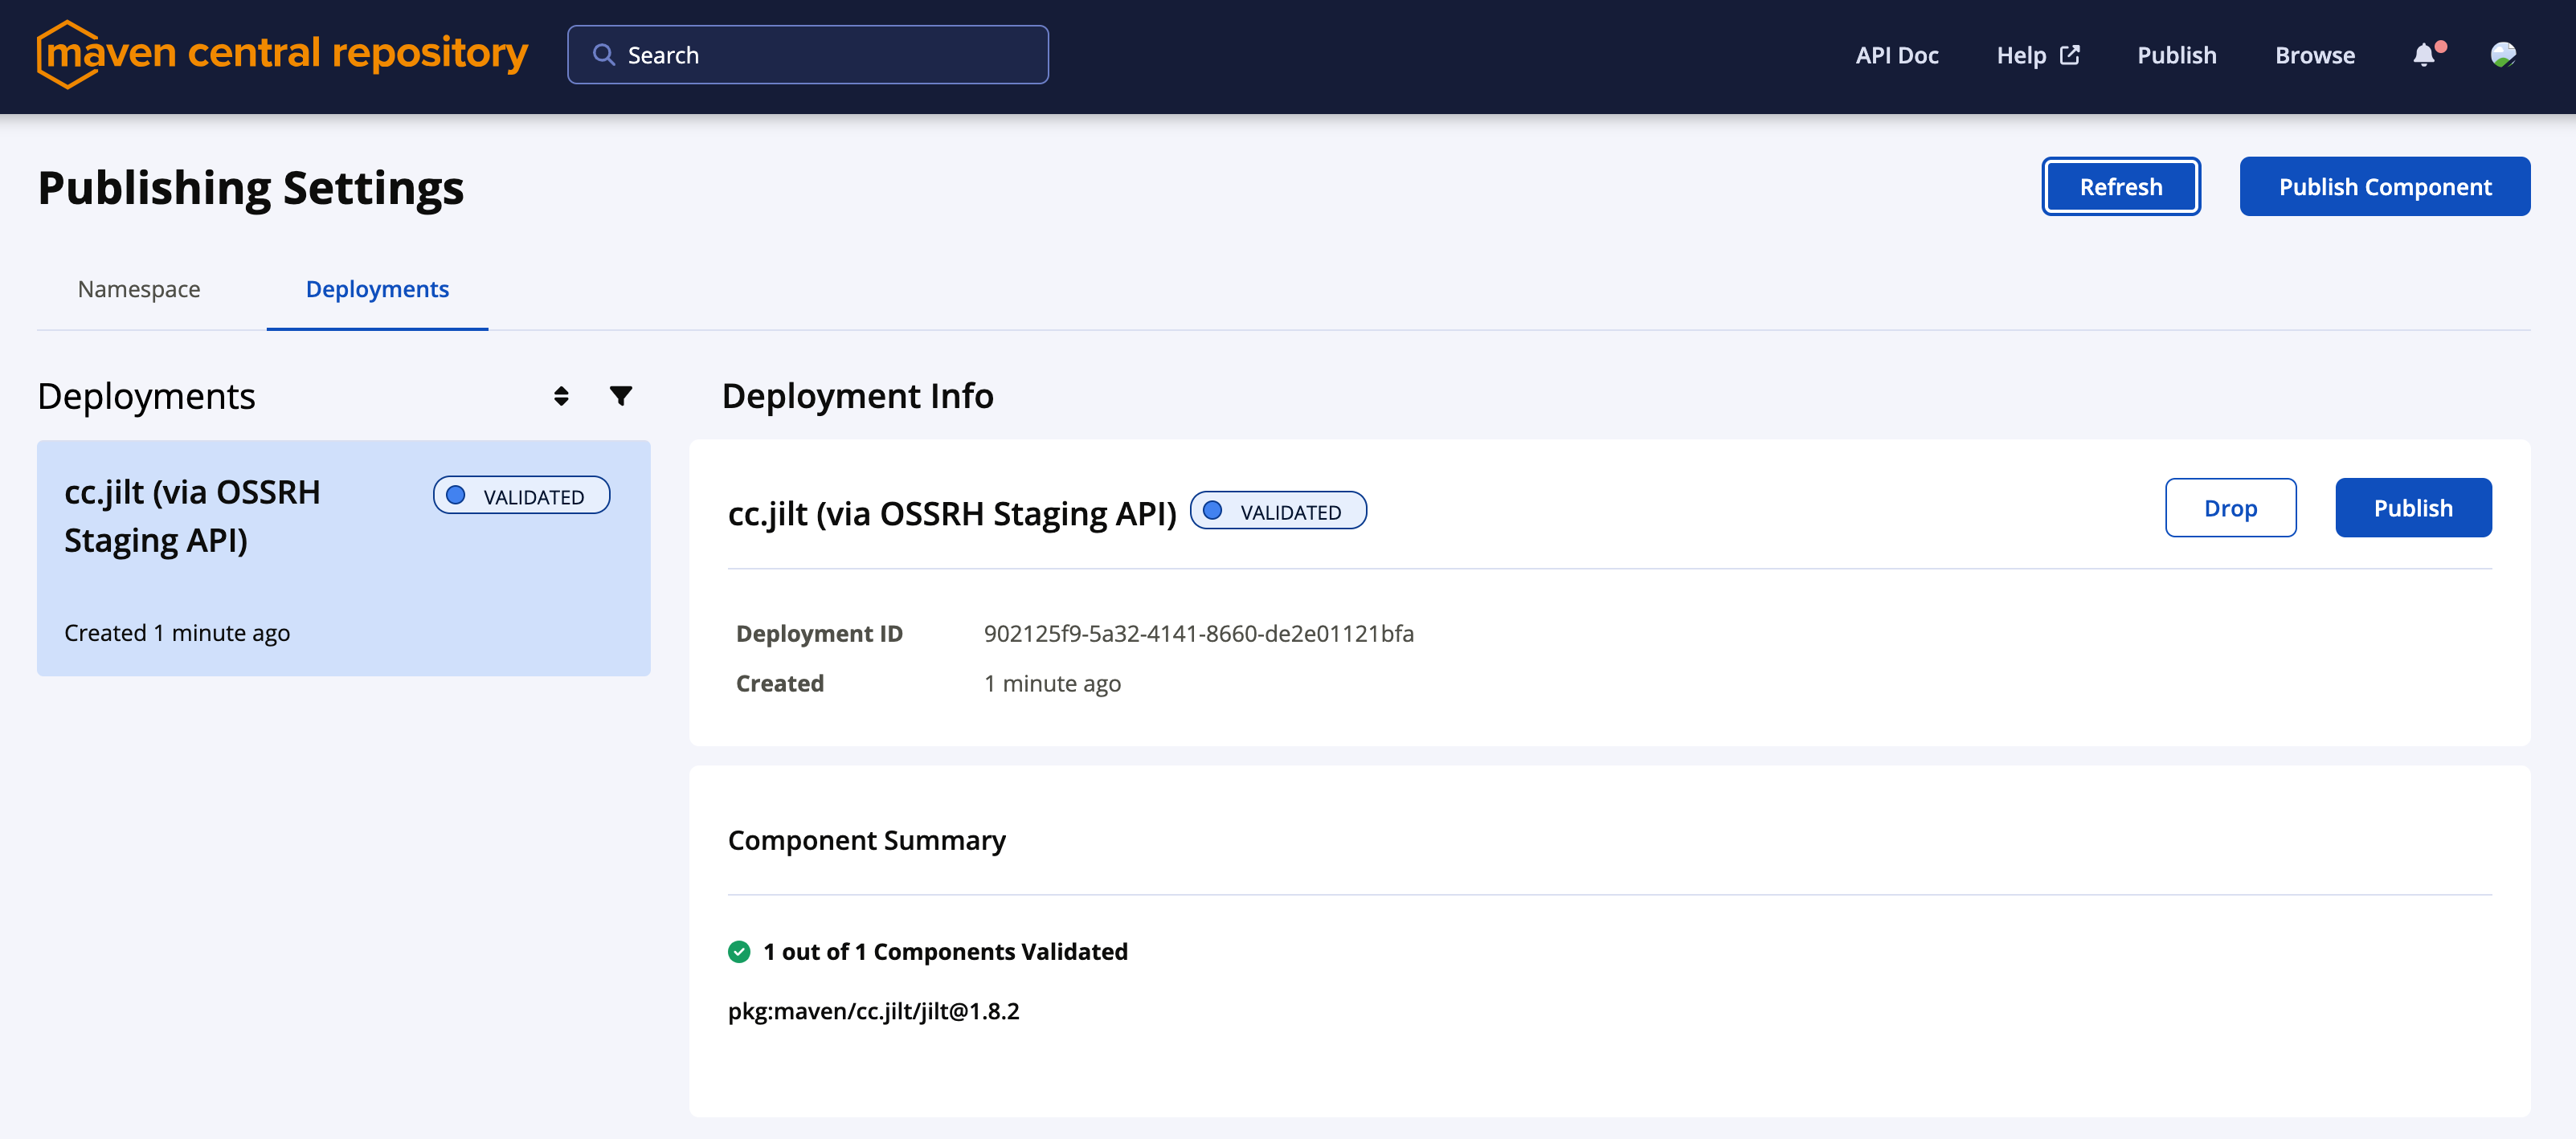 maven central repository
Search
API Doc
Help
Publish
Browse
Publishing Settings
Refresh
Publish Component
Namespace
Deployments
Deployments
cc.jilt (via OSSRH
Staging API)
VALIDATED
Created 1 minute ago
Deployment Info
cc.jilt (via OSSRH Staging API)
VALIDATED
Drop
Publish
Deployment ID
902125f9-5a32-4141-8660-de2e01121bfa
Created
1 minute ago
Component Summary
1 out of 1 Components Validated
pkg:maven/cc.jilt/jilt@1.8.2